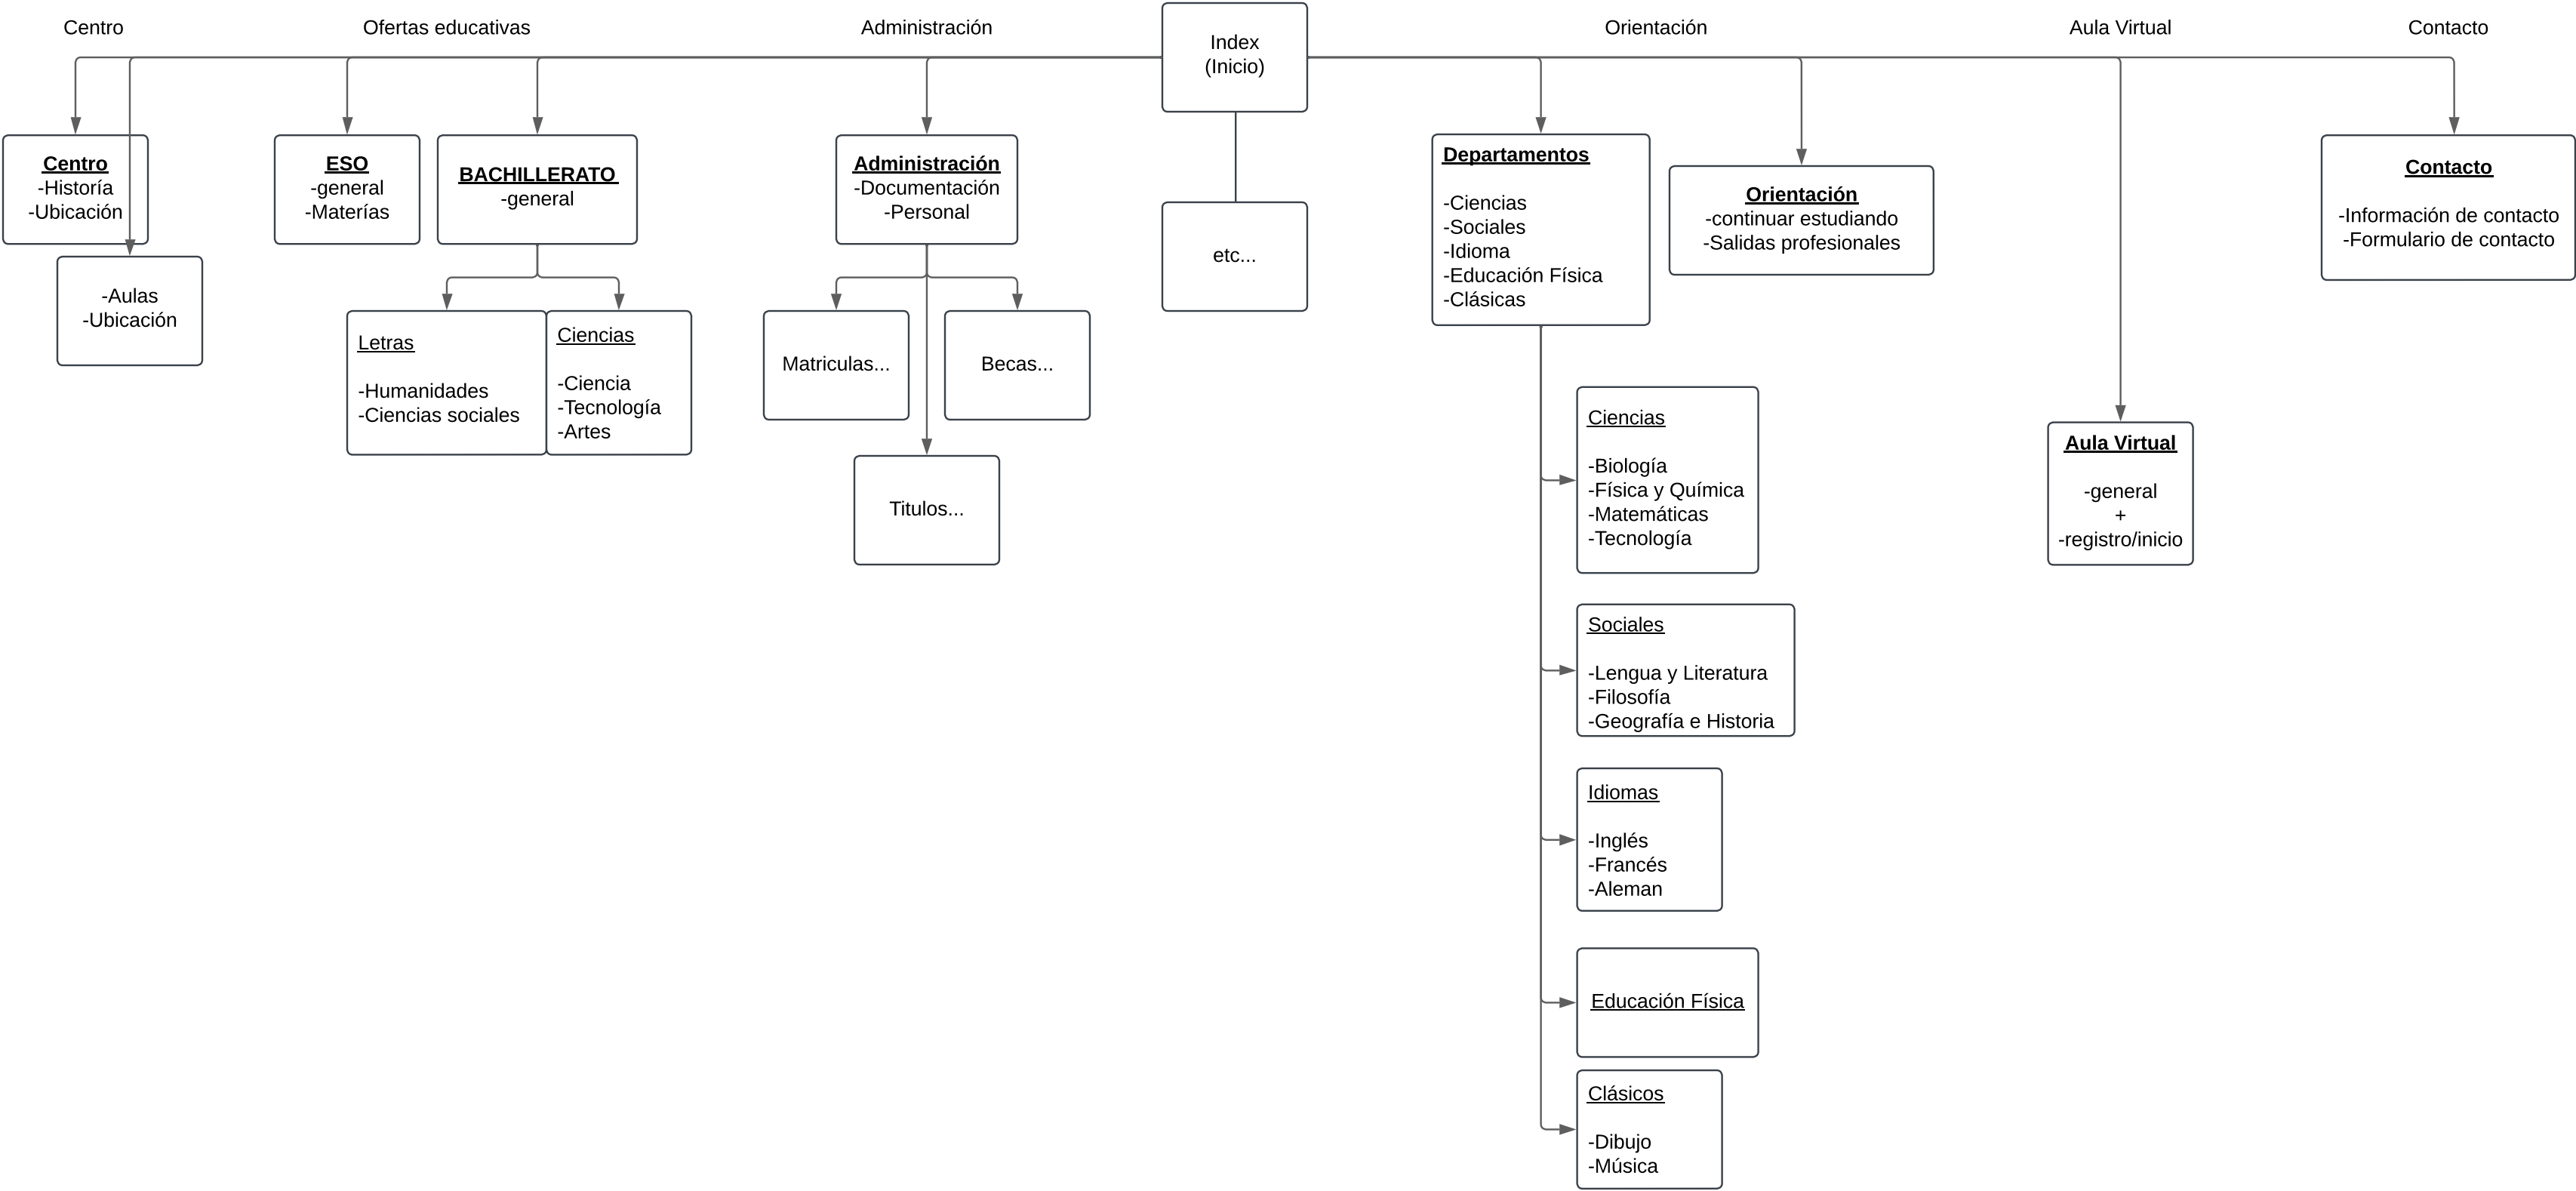 Centro
Ofertas educativas
Administración
Index
(Inicio)
Orientación
Aula Virtual
Contacto
Centro
-Historía
-Ubicación
-Aulas
-Ubicación
ESO
-general
-Materías
BACHILLERATO
-general
Letras
-Humanidades
-Ciencias sociales
Ciencias
-Ciencia
-Tecnología
-Artes
Administración
-Documentación
-Personal
Matriculas...
Becas...
Titulos...
etc...
Departamentos
-Ciencias
-Sociales
-Idioma
-Educación Física
-Clásicas
Ciencias
-Biología
-Física y Química
-Matemáticas
-Tecnología
Sociales
-Lengua y Literatura
-Filosofía
-Geografía e Historia
Idiomas
-Inglés
-Francés
-Aleman
Educación Física
Clásicos
-Dibujo
-Música
Orientación
-continuar estudiando
-Salidas profesionales
Aula Virtual
-general
+
-registro/inicio
Contacto
-Información de contacto
-Formulario de contacto